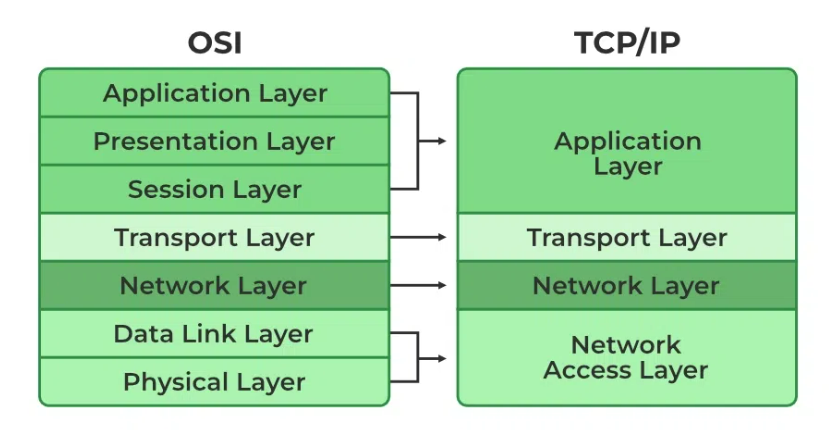 OSI
Application Layer
Presentation Layer
Session Layer
Transport Layer
Network Layer
Data Link Layer
Physical Layer
TCP/IP
Application
Layer
Transport Layer
Network Layer
Network
Access Layer